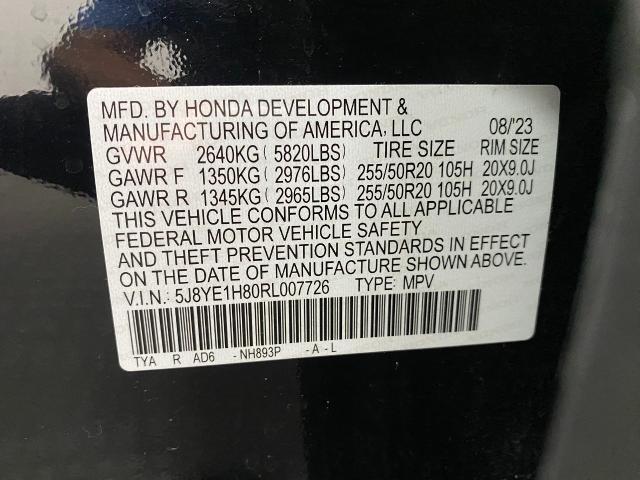 MFD. BY HONDA DEVELOPMENT &
MANUFACTURING OF AMERICA, LLC 08/'23
GVWR 2640KG( 5820LBS) TIRE SIZE RIM SIZE
GAWR F 1350KG( 2976LBS) 255/50R20 105H 20X9.0J
GAWR R 1345KG( 2965LBS) 255/50R20 105H 20X9.0J
THIS VEHICLE CONFORMS TO ALL APPLICABLE
FEDERAL MOTOR VEHICLE SAFETY
AND THEFT PREVENTION STANDARDS IN EFFECT
ON THE DATE OF MANUFACTURE SHOWN ABOVE.
V.I.N.: 5J8YE1H80RL007726 TYPE: MPV
TYA R AD6 -NH893P -A-L